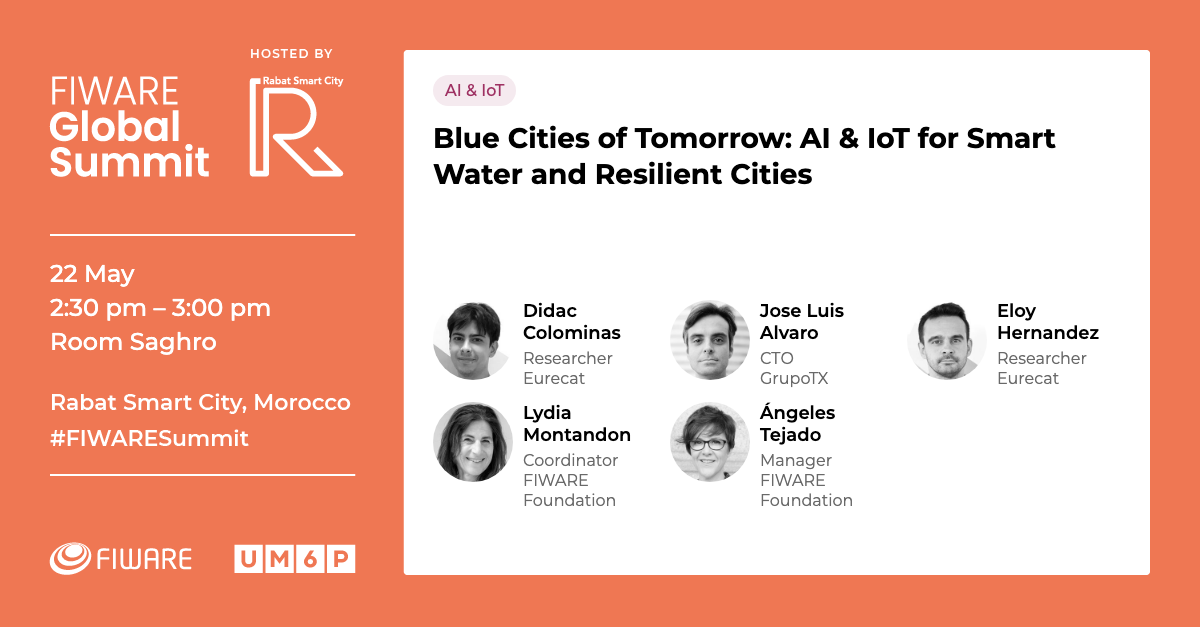 HOSTED BY
FIWARE
Global
Summit
Rabat Smart City
R
22 May
2:30 pm – 3:00 pm
Room Saghro
Rabat Smart City, Morocco
#FIWARESummit
FIWARE
UM6P
AI & IoT
Blue Cities of Tomorrow: AI & IoT for Smart
Water and Resilient Cities
Didac
Colominas
Researcher
Eurecat
Jose Luis
Alvaro
CTO
GrupoTX
Eloy
Hernandez
Researcher
Eurecat
Lydia
Montandon
Coordinator
FIWARE
Foundation
Ángeles
Tejado
Manager
FIWARE
Foundation